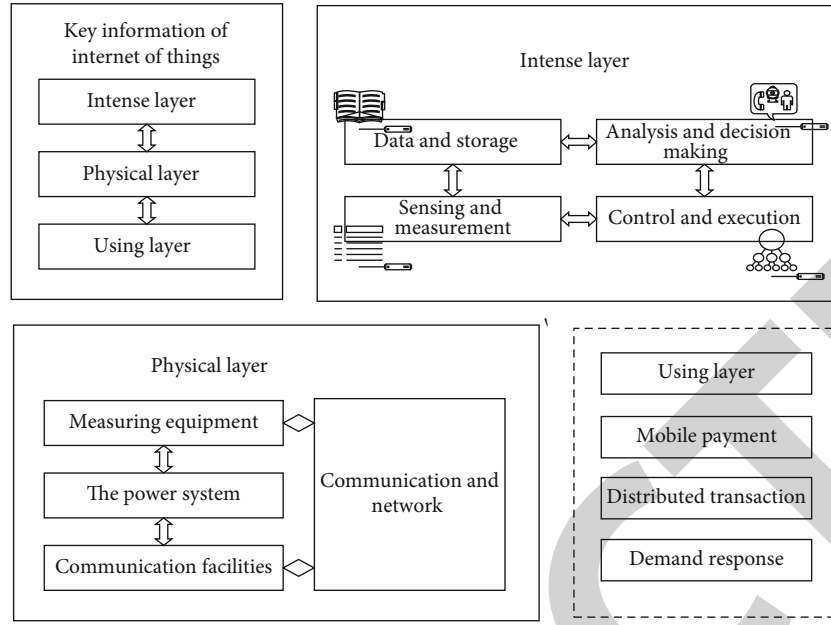 Key information of
internet of things
Intense layer
Physical layer
Using layer
Intense layer
Data and storage
Analysis and decision
making
Sensing and
measurement
Control and execution
Physical layer
Measuring equipment
The power system
Communication facilities
Communication and
network
Using layer
Mobile payment
Distributed transaction
Demand response